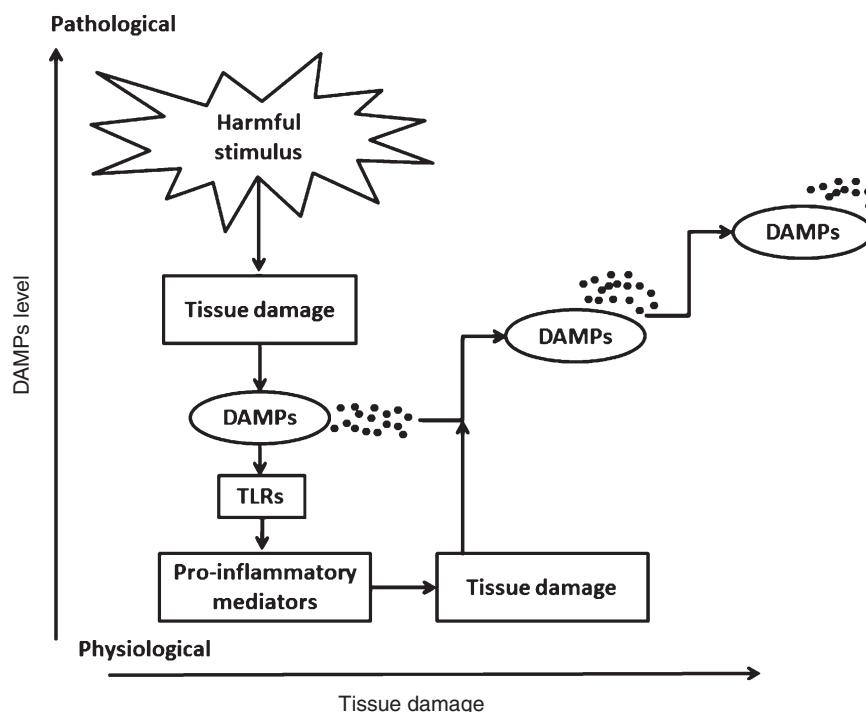 Pathological
Harmful
stimulus
DAMPs
Tissue damage
DAMPs
DAMPs level
DAMPs
TLRs
Pro-inflammatory
mediators
Tissue damage
Physiological
Tissue damage